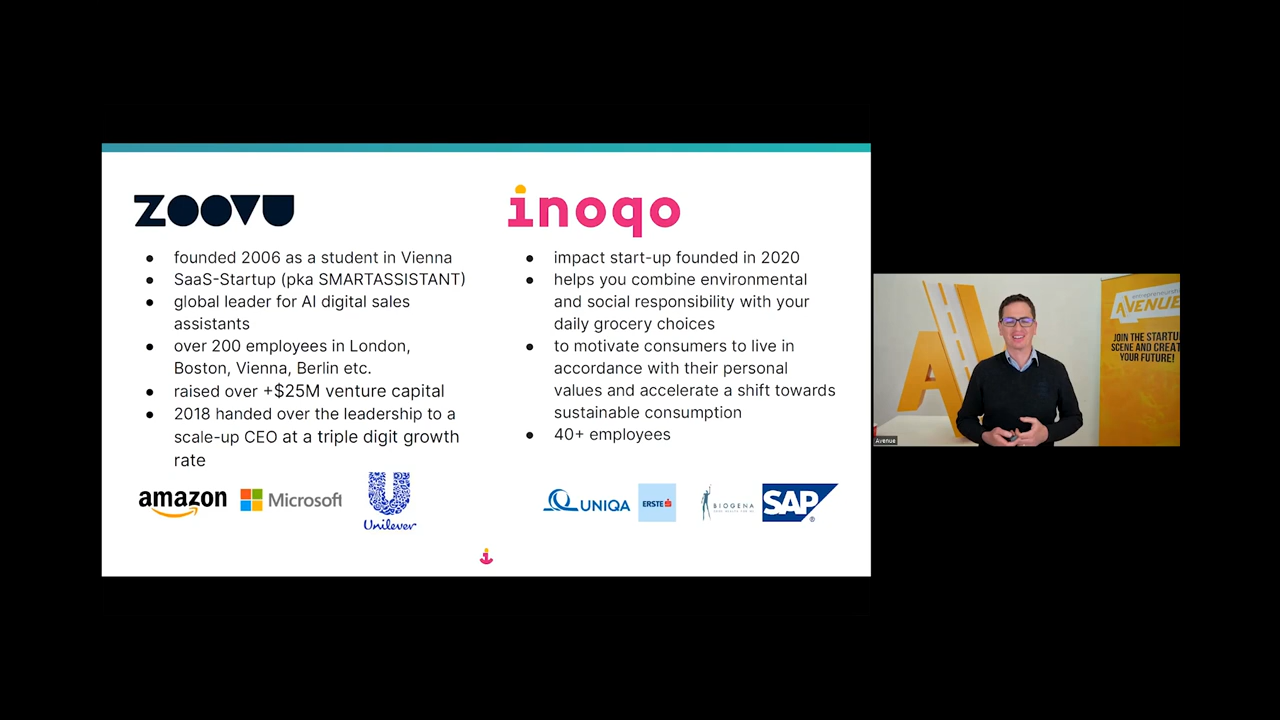 zoovu
founded 2006 as a student in Vienna
SaaS-Startup (pka SMARTASSISTANT)
global leader for AI digital sales
assistants
over 200 employees in London,
Boston, Vienna, Berlin etc.
raised over +$25M venture capital
2018 handed over the leadership to a
scale-up CEO at a triple digit growth
rate
amazon
Microsoft
Unilever
inoqo
impact start-up founded in 2020
helps you combine environmental
and social responsibility with your
daily grocery choices
to motivate consumers to live in
accordance with their personal
values and accelerate a shift towards
sustainable consumption
40+ employees
UNIQA
ERSTE
BIOGENA
SAP
®
A
entrepreneurship
AVENUE
JOIN THE STARTU
SCENE AND CREAT
YOUR FUTURE!
Avenue